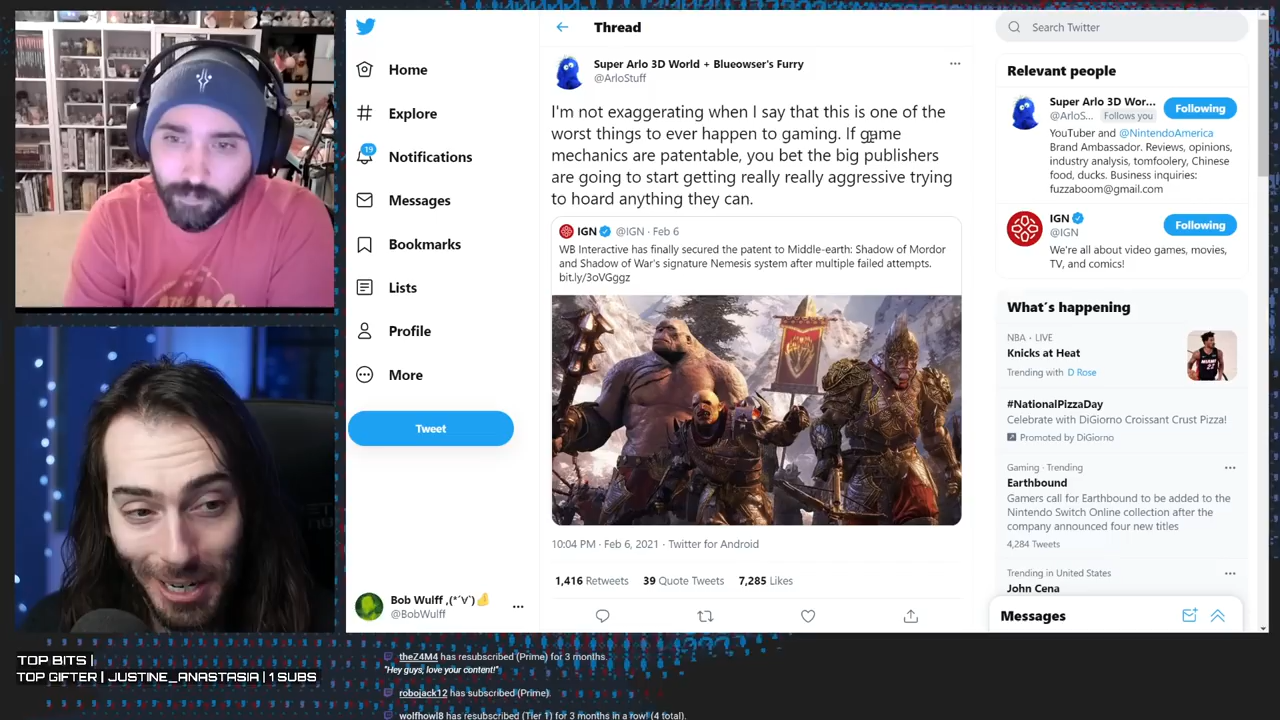 Home
Explore
19
Notifications
Messages
Bookmarks
Lists
Profile
More
Tweet
Bob Wulff ,(*´∀`)👍
@BobWulff
Thread
Super Arlo 3D World + Blueowser's Furry
@ArloStuff
I'm not exaggerating when I say that this is one of the
worst things to ever happen to gaming. If game
mechanics are patentable, you bet the big publishers
are going to start getting really really aggressive trying
to hoard anything they can.
IGN @IGN · Feb 6
WB Interactive has finally secured the patent to Middle-earth: Shadow of Mordor
and Shadow of War's signature Nemesis system after multiple failed attempts.
bit.ly/3oVGggz
10:04 PM · Feb 6, 2021 · Twitter for Android
1,416 Retweets 39 Quote Tweets 7,285 Likes
Search Twitter
Relevant people
Super Arlo 3D Wor...
@ArloS... Follows you
Following
YouTuber and @NintendoAmerica
Brand Ambassador. Reviews, opinions,
industry analysis, tomfoolery, Chinese
food, ducks. Business inquiries:
fuzzaboom@gmail.com
IGN
@IGN
Following
We're all about video games, movies,
TV, and comics!
What's happening
NBA · LIVE
Knicks at Heat
Trending with D Rose
#NationalPizzaDay
Celebrate with DiGiorno Croissant Crust Pizza!
Promoted by DiGiorno
Gaming · Trending
Earthbound
Gamers call for Earthbound to be added to the
Nintendo Switch Online collection after the
company announced four new titles
4,284 Tweets
Trending in United States
John Cena
Messages
TOP BITS |
TOP GIFTER | JUSTINE_ANASTASIA | 1 SUBS
theZ4M4 has resubscribed (Prime) for 3 months.
"Hey guys, love your content!"
robojack12 has subscribed (Prime).
wolfhowl8 has resubscribed (Tier 1) for 3 months in a row! (4 total).